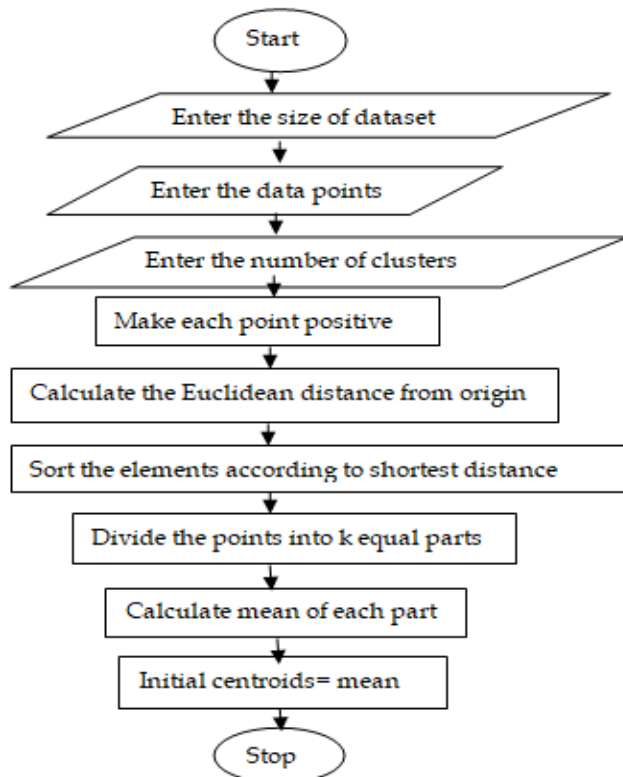 Start
Enter the size of dataset
Enter the data points
Enter the number of clusters
Make each point positive
Calculate the Euclidean distance from origin
Sort the elements according to shortest distance
Divide the points into k equal parts
Calculate mean of each part
Initial centroids= mean
Stop